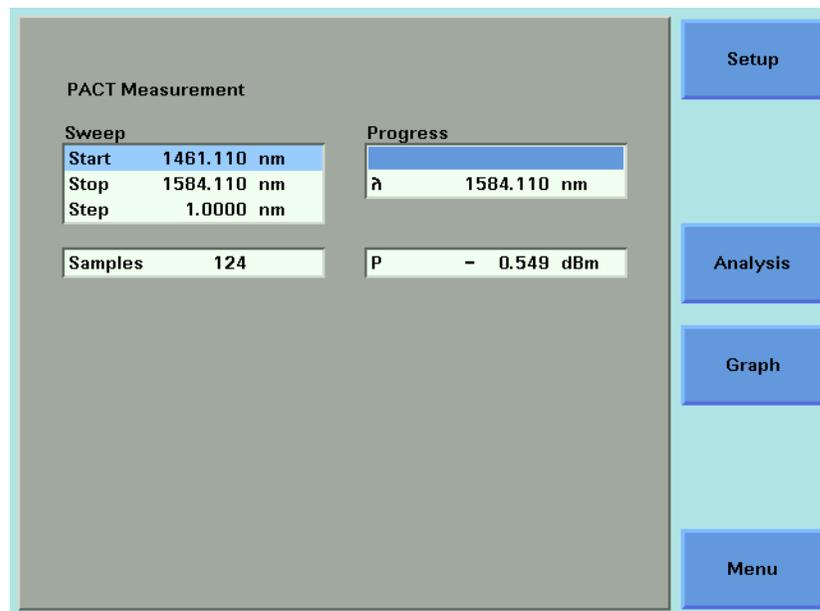 PACT Measurement
Sweep
Start 1461.110 nm
Stop 1584.110 nm
Step 1.0000 nm
Samples 124
Progress
λ 1584.110 nm
P - 0.549 dBm
Setup
Analysis
Graph
Menu